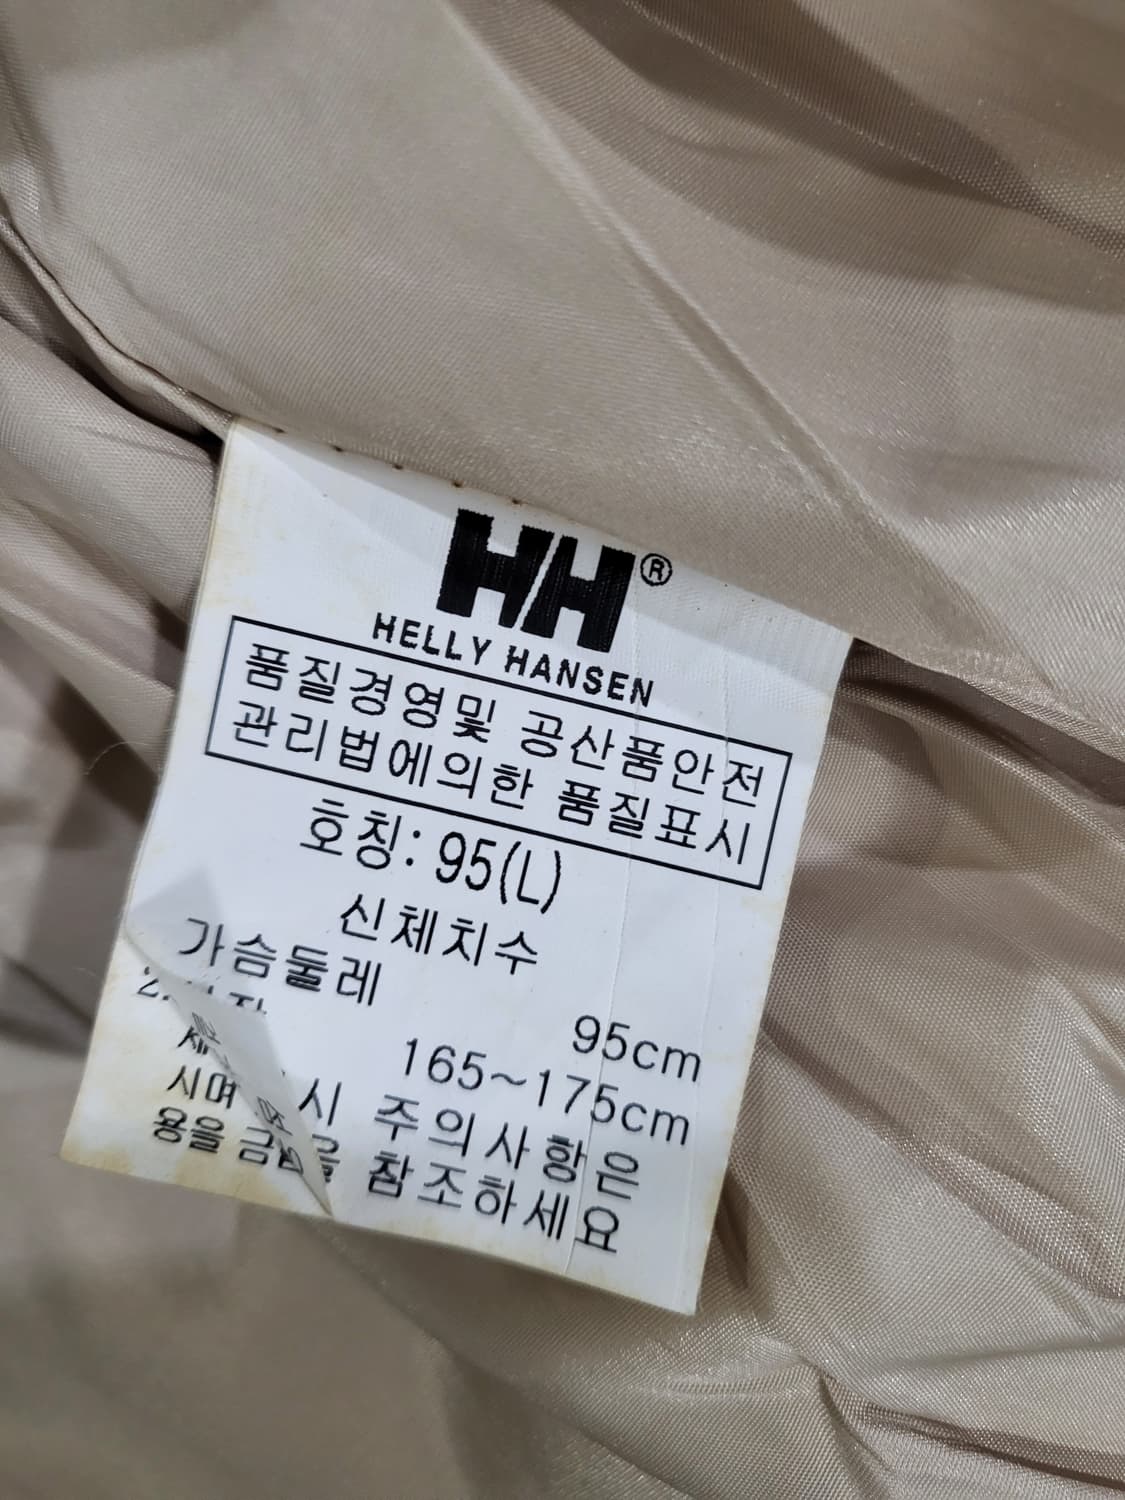 HH®
HELLY HANSEN
품질경영및 공산품안전
관리법에의한 품질표시
호칭: 95(L)
신체치수
가슴둘레 95cm
165~175cm
시 주의사항은
용을 참조하세요